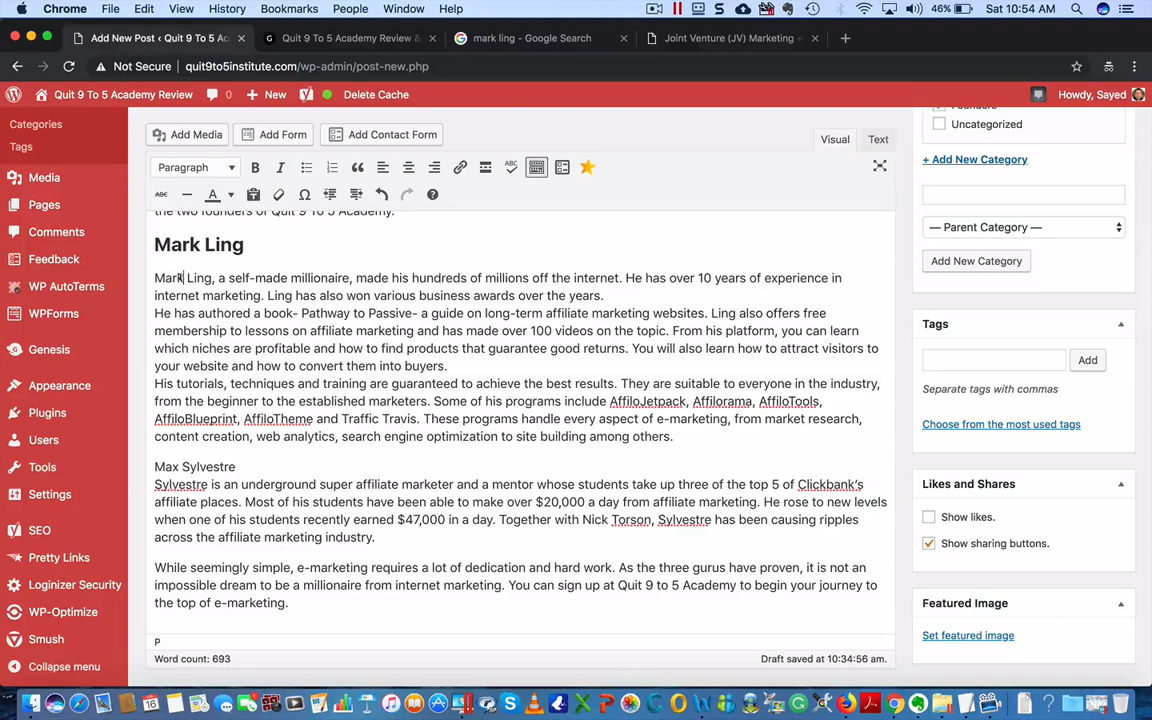 Chrome File Edit View History Bookmarks People Window Help 46% Sat 10:54 AM
Add New Post ‹ Quit 9 To 5 Ac
Quit 9 To 5 Academy Review &
mark ling - Google Search
Joint Venture (JV) Marketing
Not Secure quit9to5institute.com/wp-admin/post-new.php
Quit 9 To 5 Academy Review 0 New Delete Cache Howdy, Sayed
Categories
Tags
Media
Pages
Comments
Feedback
WP AutoTerms
WPForms
Genesis
Appearance
Plugins
Users
Tools
Settings
SEO
Pretty Links
Loginizer Security
WP-Optimize
Smush
Collapse menu
Add Media Add Form Add Contact Form
Visual Text
Paragraph
the two founders of Quit 9 To 5 Academy.
Mark Ling
Mark Ling, a self-made millionaire, made his hundreds of millions off the internet. He has over 10 years of experience in
internet marketing. Ling has also won various business awards over the years.
He has authored a book- Pathway to Passive- a guide on long-term affiliate marketing websites. Ling also offers free
membership to lessons on affiliate marketing and has made over 100 videos on the topic. From his platform, you can learn
which niches are profitable and how to find products that guarantee good returns. You will also learn how to attract visitors to
your website and how to convert them into buyers.
His tutorials, techniques and training are guaranteed to achieve the best results. They are suitable to everyone in the industry,
from the beginner to the established marketers. Some of his programs include AffiloJetpack, Affilorama, AffiloTools,
AffiloBlueprint, AffiloTheme and Traffic Travis. These programs handle every aspect of e-marketing, from market research,
content creation, web analytics, search engine optimization to site building among others.
Max Sylvestre
Sylvestre is an underground super affiliate marketer and a mentor whose students take up three of the top 5 of Clickbank's
affiliate places. Most of his students have been able to make over $20,000 a day from affiliate marketing. He rose to new levels
when one of his students recently earned $47,000 in a day. Together with Nick Torson, Sylvestre has been causing ripples
across the affiliate marketing industry.
While seemingly simple, e-marketing requires a lot of dedication and hard work. As the three gurus have proven, it is not an
impossible dream to be a millionaire from internet marketing. You can sign up at Quit 9 to 5 Academy to begin your journey to
the top of e-marketing.
P
Word count: 693 Draft saved at 10:34:56 am.
Founders
Uncategorized
+ Add New Category
— Parent Category —
Add New Category
Tags
Add
Separate tags with commas
Choose from the most used tags
Likes and Sharing
Show likes.
Show sharing buttons.
Featured Image
Set featured image